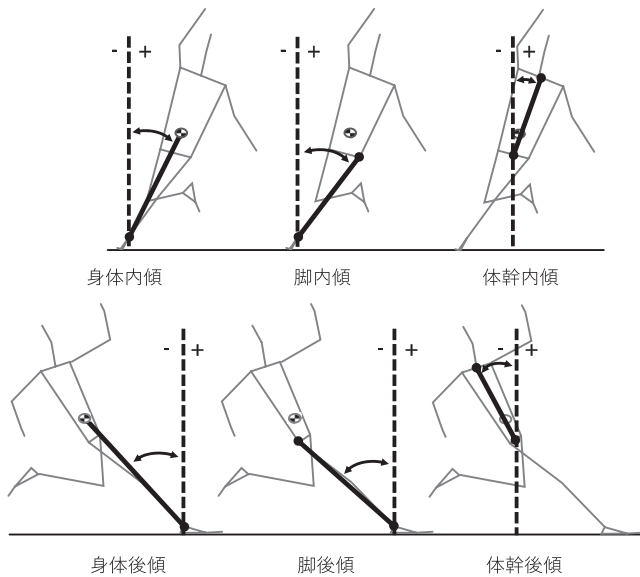 - +
- +
- +
身体内傾
脚内傾
体幹内傾
- +
- +
- +
身体後傾
脚後傾
体幹後傾